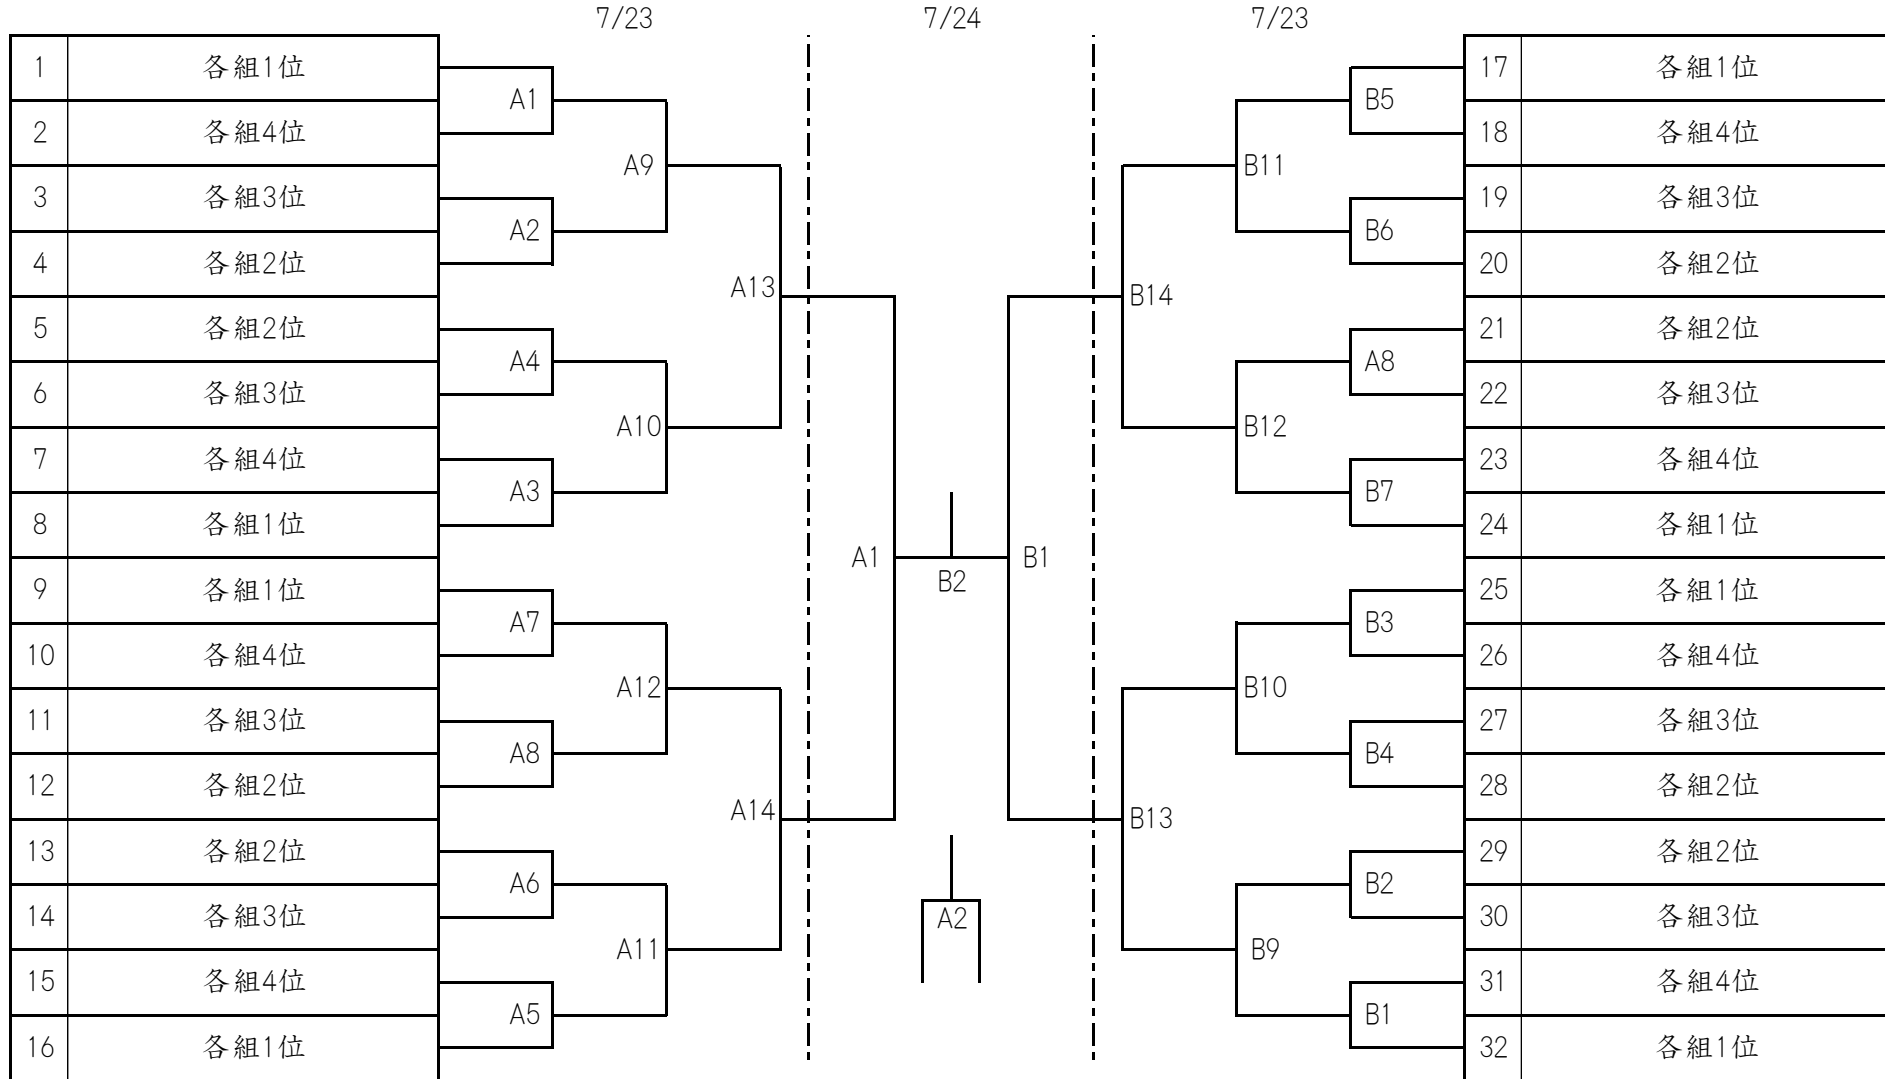 7/23 7/24 7/23
1 各組1位 17 各組1位
A1 B5
2 各組4位 18 各組4位
A9 B11
3 各組3位 19 各組3位
A2 B6
4 各組2位 20 各組2位
A13 B14
5 各組2位 21 各組2位
A4 A8
6 各組3位 22 各組3位
A10 B12
7 各組4位 23 各組4位
A3 B7
8 各組1位 24 各組1位
A1 B1
B2
9 各組1位 25 各組1位
A7 B3
10 各組4位 26 各組4位
A12 B10
11 各組3位 27 各組3位
A8 B4
12 各組2位 28 各組2位
A14 B13
13 各組2位 29 各組2位
A6 B2
14 各組3位 A2 30 各組3位
A11 B9
15 各組4位 31 各組4位
A5 B1
16 各組1位 32 各組1位